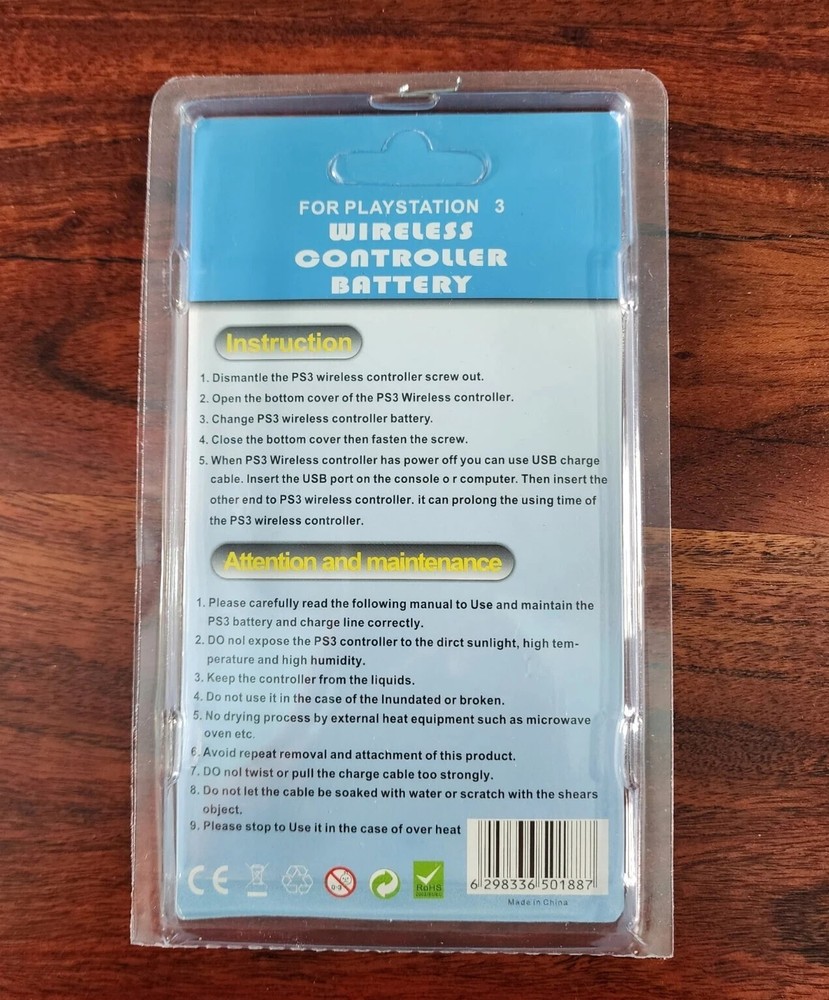 FOR PLAYSTATION 3
WIRELESS
CONTROLLER
BATTERY
Instruction
1. Dismantle the PS3 wireless controller screw out.
2. Open the bottom cover of the PS3 Wireless controller.
3. Change PS3 wireless controller battery.
4. Close the bottom cover then fasten the screw.
5. When PS3 Wireless controller has power off you can use USB charge
cable. Insert the USB port on the console o r computer. Then insert the
other end to PS3 wireless controller. it can prolong the using time of
the PS3 wireless controller.
Attention and maintenance
1. Please carefully read the following manual to Use and maintain the
PS3 battery and charge line correctly.
2. DO nol expose the PS3 controller to the dirct sunlight, high tem-
perature and high humidity.
3. Keep the controller from the liquids.
4. Do not use it in the case of the Inundated or broken.
5. No drying process by external heat equipment such as microwave
oven etc.
6. Avoid repeat removal and attachment of this product.
7. DO nol twist or pull the charge cable too strongly.
8. Do not let the cable be soaked with water or scratch with the shears
object.
9. Please stop to Use it in the case of over heat
CE
0-3
RoHS
6 298336 501887
Made in China